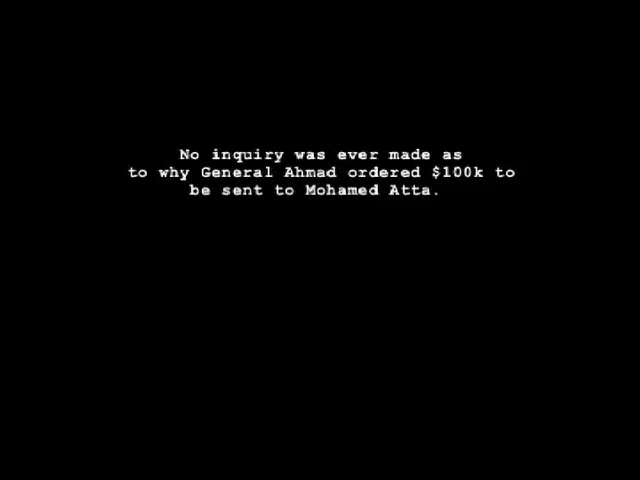 No inquiry was ever made as
to why General Ahmad ordered $100k to
be sent to Mohamed Atta.